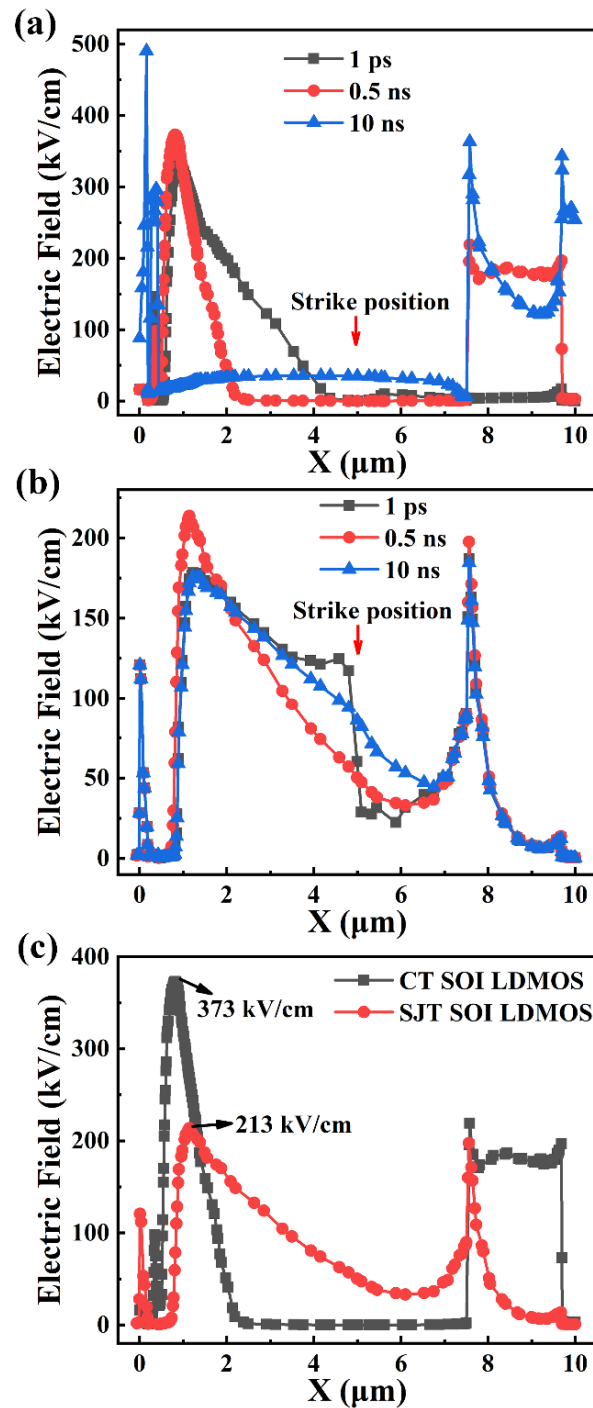 (a)
500
400
300
200
100
0
Electric Field (kV/cm)
1 ps
0.5 ns
10 ns
Strike position
0 2 4 6 8 10
X (μm)
(b)
200
150
100
50
0
Electric Field (kV/cm)
1 ps
0.5 ns
10 ns
Strike position
0 2 4 6 8 10
X (μm)
(c)
400
300
200
100
0
Electric Field (kV/cm)
CT SOI LDMOS
SJT SOI LDMOS
373 kV/cm
213 kV/cm
0 2 4 6 8 10
X (μm)